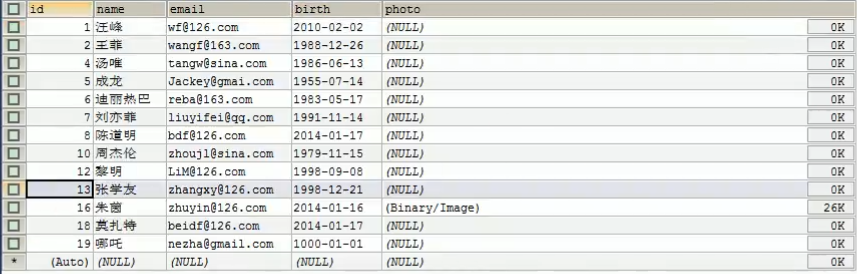 id name email birth photo
1 汪峰 wf@126.com 2010-02-02 (NULL) 0K
2 王菲 wangf@163.com 1988-12-26 (NULL) 0K
4 汤唯 tangw@sina.com 1986-06-13 (NULL) 0K
5 成龙 Jackey@gmai.com 1955-07-14 (NULL) 0K
6 迪丽热巴 reba@163.com 1983-05-17 (NULL) 0K
7 刘亦菲 liuyifei@qq.com 1991-11-14 (NULL) 0K
8 陈道明 bdf@126.com 2014-01-17 (NULL) 0K
10 周杰伦 zhoujl@sina.com 1979-11-15 (NULL) 0K
12 黎明 LiM@126.com 1998-09-08 (NULL) 0K
13 张学友 zhangxy@126.com 1998-12-21 (NULL) 0K
16 朱茵 zhuyin@126.com 2014-01-16 (Binary/Image) 26K
18 莫扎特 beidf@126.com 2014-01-17 (NULL) 0K
19 哪吒 nezha@gmail.com 1000-01-01 (NULL) 0K
* (Auto) (NULL) (NULL) (NULL) (NULL) 0K